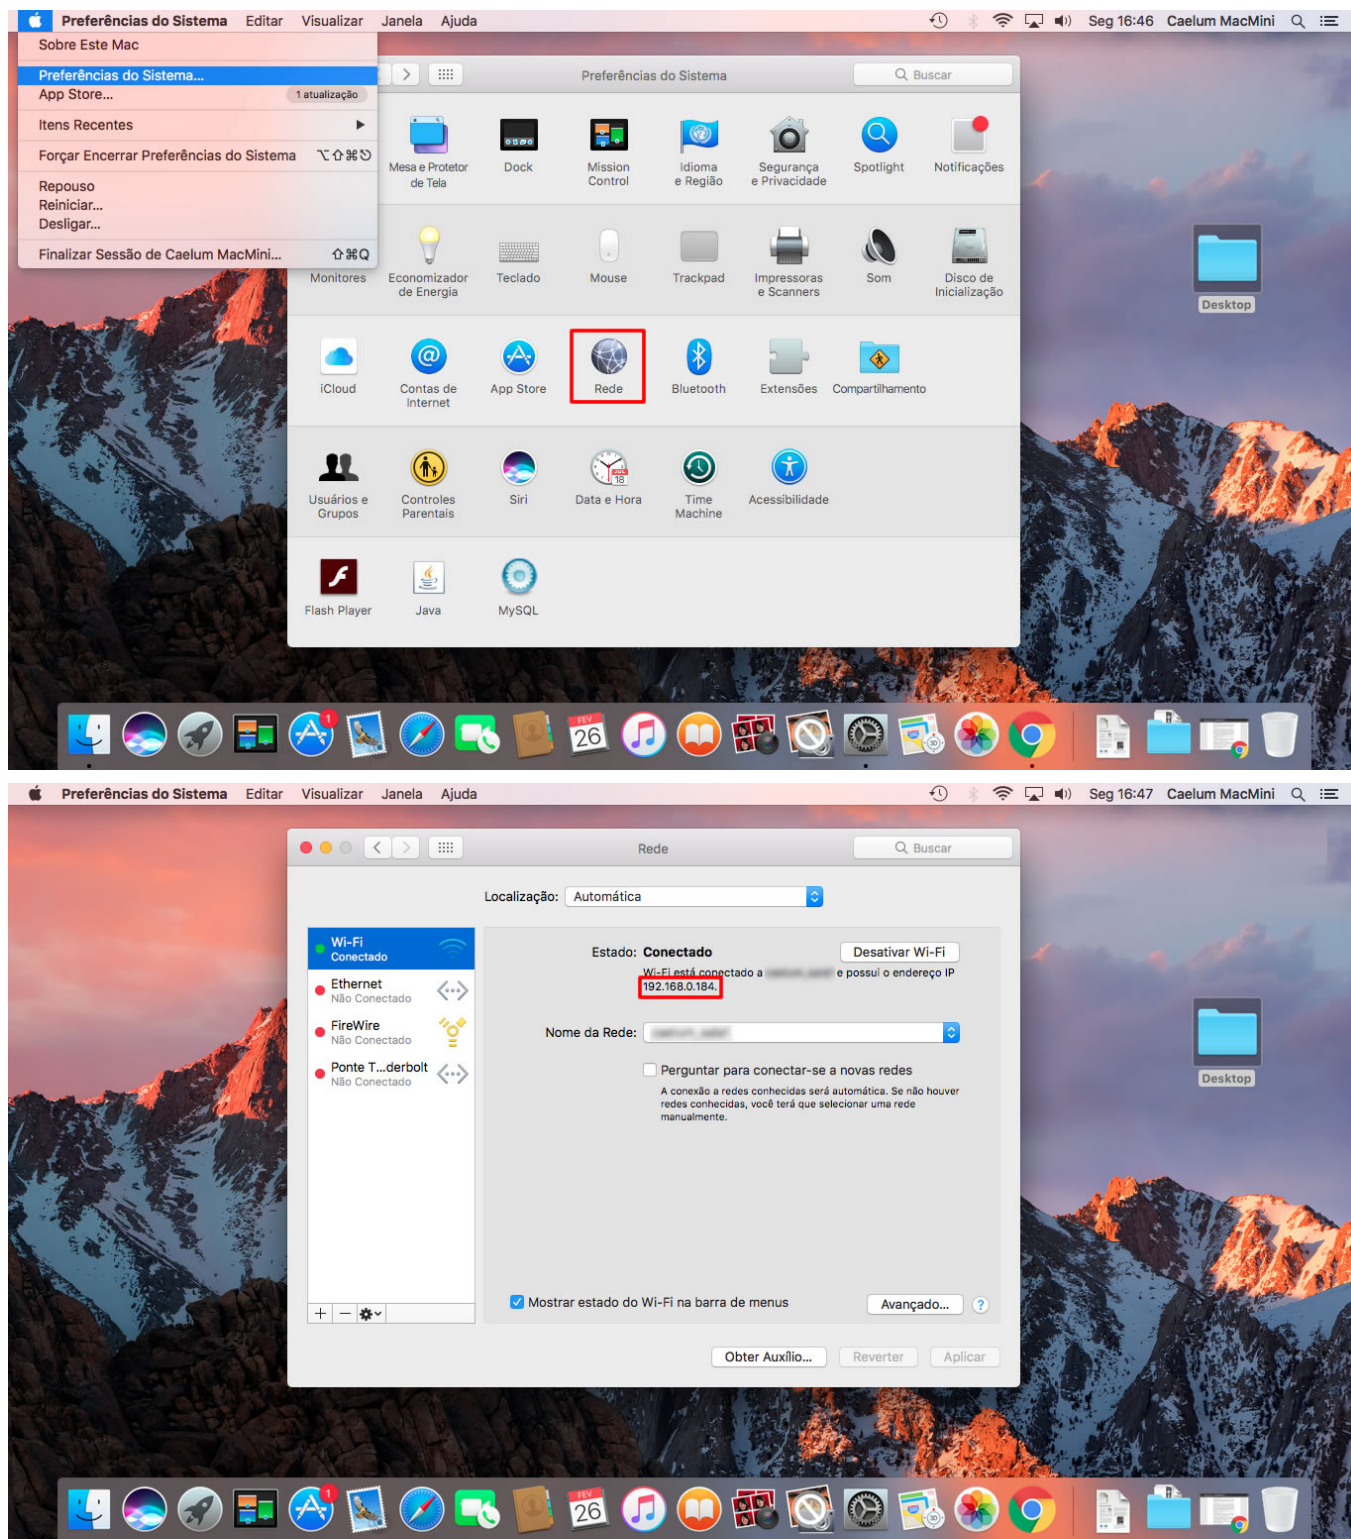 Preferências do Sistema Editar Visualizar Janela Ajuda Seg 16:46 Caelum MacMini
Sobre Este Mac
Preferências do Sistema...
App Store... 1 atualização
Itens Recentes
Forçar Encerrar Preferências do Sistema ⌥⇧⌘⎋
Repouso
Reiniciar...
Desligar...
Finalizar Sessão de Caelum MacMini... ⇧⌘Q
Preferências do Sistema Buscar
Mesa e Protetor Dock Mission Idioma Segurança Spotlight Notificações
de Tela Control e Região e Privacidade
Monitores Economizador Teclado Mouse Trackpad Impressoras Som Disco de
de Energia e Scanners Inicialização
Desktop
iCloud Contas de App Store Rede Bluetooth Extensões Compartilhamento
Internet
JUL
18
Usuários e Controles Siri Data e Hora Time Acessibilidade
Grupos Parentais Machine
Flash Player Java MySQL
1
FEV
26
Preferências do Sistema Editar Visualizar Janela Ajuda Seg 16:47 Caelum MacMini
Rede Buscar
Localização: Automática
Wi-Fi
Conectado
Ethernet
Não Conectado
FireWire
Não Conectado
Ponte T...derbolt
Não Conectado
Estado: Conectado Desativar Wi-Fi
Wi-Fi está conectado a e possui o endereço IP
192.168.0.184.
Nome da Rede:
Perguntar para conectar-se a novas redes
A conexão a redes conhecidas será automática. Se não houver
redes conhecidas, você terá que selecionar uma rede
manualmente.
Desktop
Mostrar estado do Wi-Fi na barra de menus Avançado... ?
Obter Auxílio... Reverter Aplicar
1
FEV
26